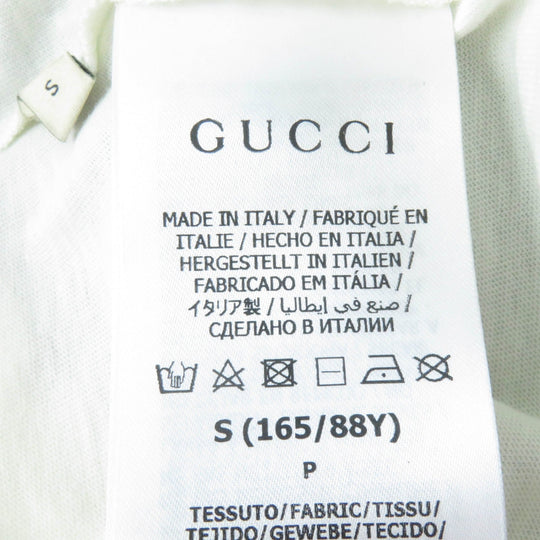 S
GUCCI
MADE IN ITALY / FABRIQUÉ EN
ITALIE / HECHO EN ITALIA /
HERGESTELLT IN ITALIEN /
FABRICADO EM ITÁLIA /
イタリア製 / صنع في إيطاليا /
СДЕЛАНО В ИТАЛИИ
S (165/88Y)
P
TESSUTO/FABRIC/TISSU/
TEJIDO/GEWEBE/TECIDO/